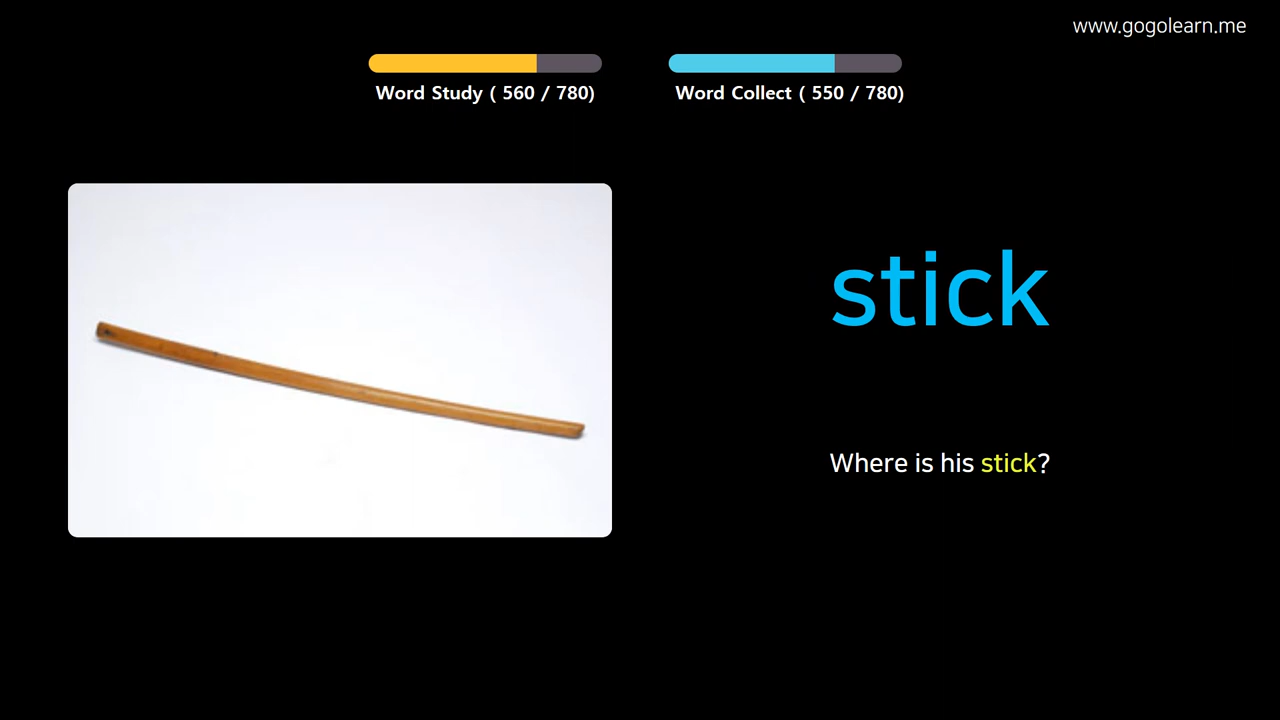 www.gogolearn.me
Word Study ( 560 / 780)
Word Collect ( 550 / 780)
stick
Where is his stick?